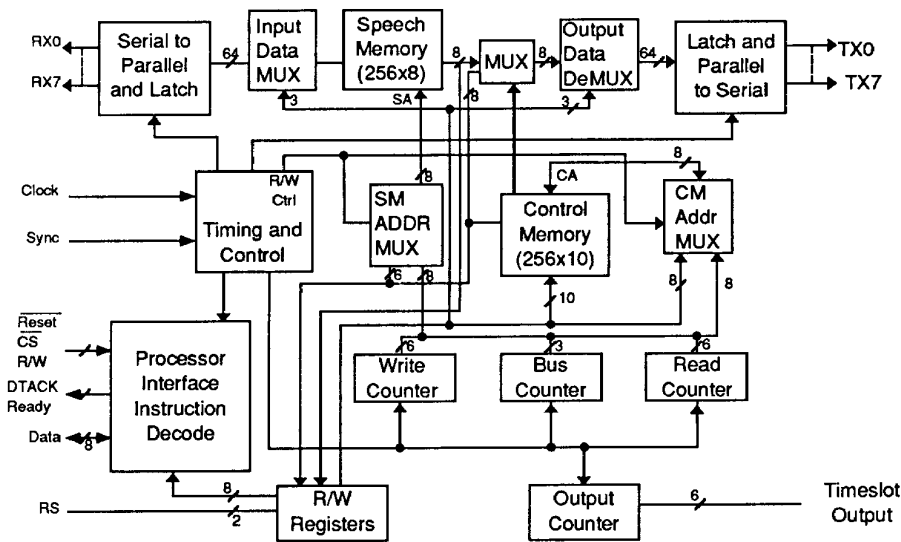 RX0
RX7
Serial to
Parallel
and Latch
64
Input
Data
MUX
3
Speech
Memory
(256x8)
SA
8
8
MUX
8
Output
Data
DeMUX
3
64
Latch and
Parallel
to Serial
TX0
TX7
Clock
Sync
R/W
Ctrl
Timing and
Control
8
SM
ADDR
MUX
6
8
CA
8
Control
Memory
(256x10)
10
CM
Addr
MUX
8
8
Reset
CS
R/W
DTACK
Ready
Data
8
Processor
Interface
Instruction
Decode
6
Write
Counter
3
Bus
Counter
6
Read
Counter
RS
8
2
R/W
Registers
Output
Counter
6
Timeslot
Output